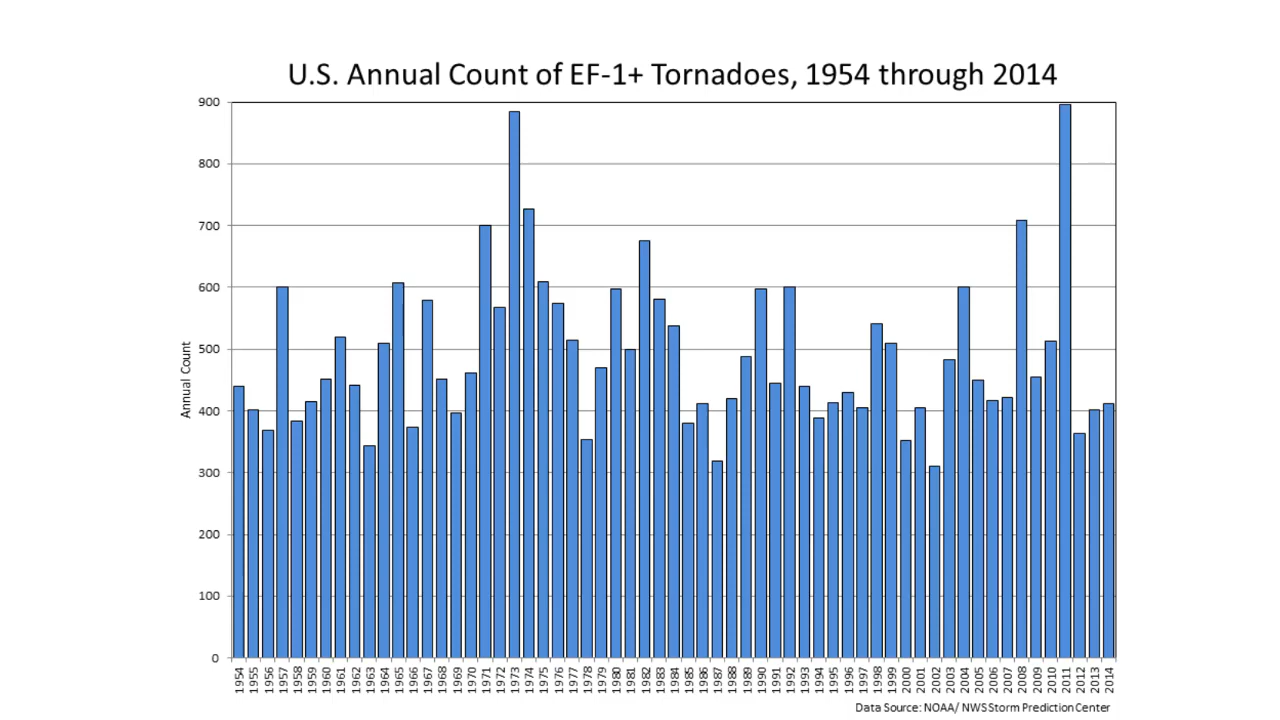 U.S. Annual Count of EF-1+ Tornadoes, 1954 through 2014
900
800
700
600
500
400
300
200
100
0
Annual Count
1954 1955 1956 1957 1958 1959 1960 1961 1962 1963 1964 1965 1966 1967 1968 1969 1970 1971 1972 1973 1974 1975 1976 1977 1978 1979 1980 1981 1982 1983 1984 1985 1986 1987 1988 1989 1990 1991 1992 1993 1994 1995 1996 1997 1998 1999 2000 2001 2002 2003 2004 2005 2006 2007 2008 2009 2010 2011 2012 2013 2014
Data Source: NOAA/ NWS Storm Prediction Center